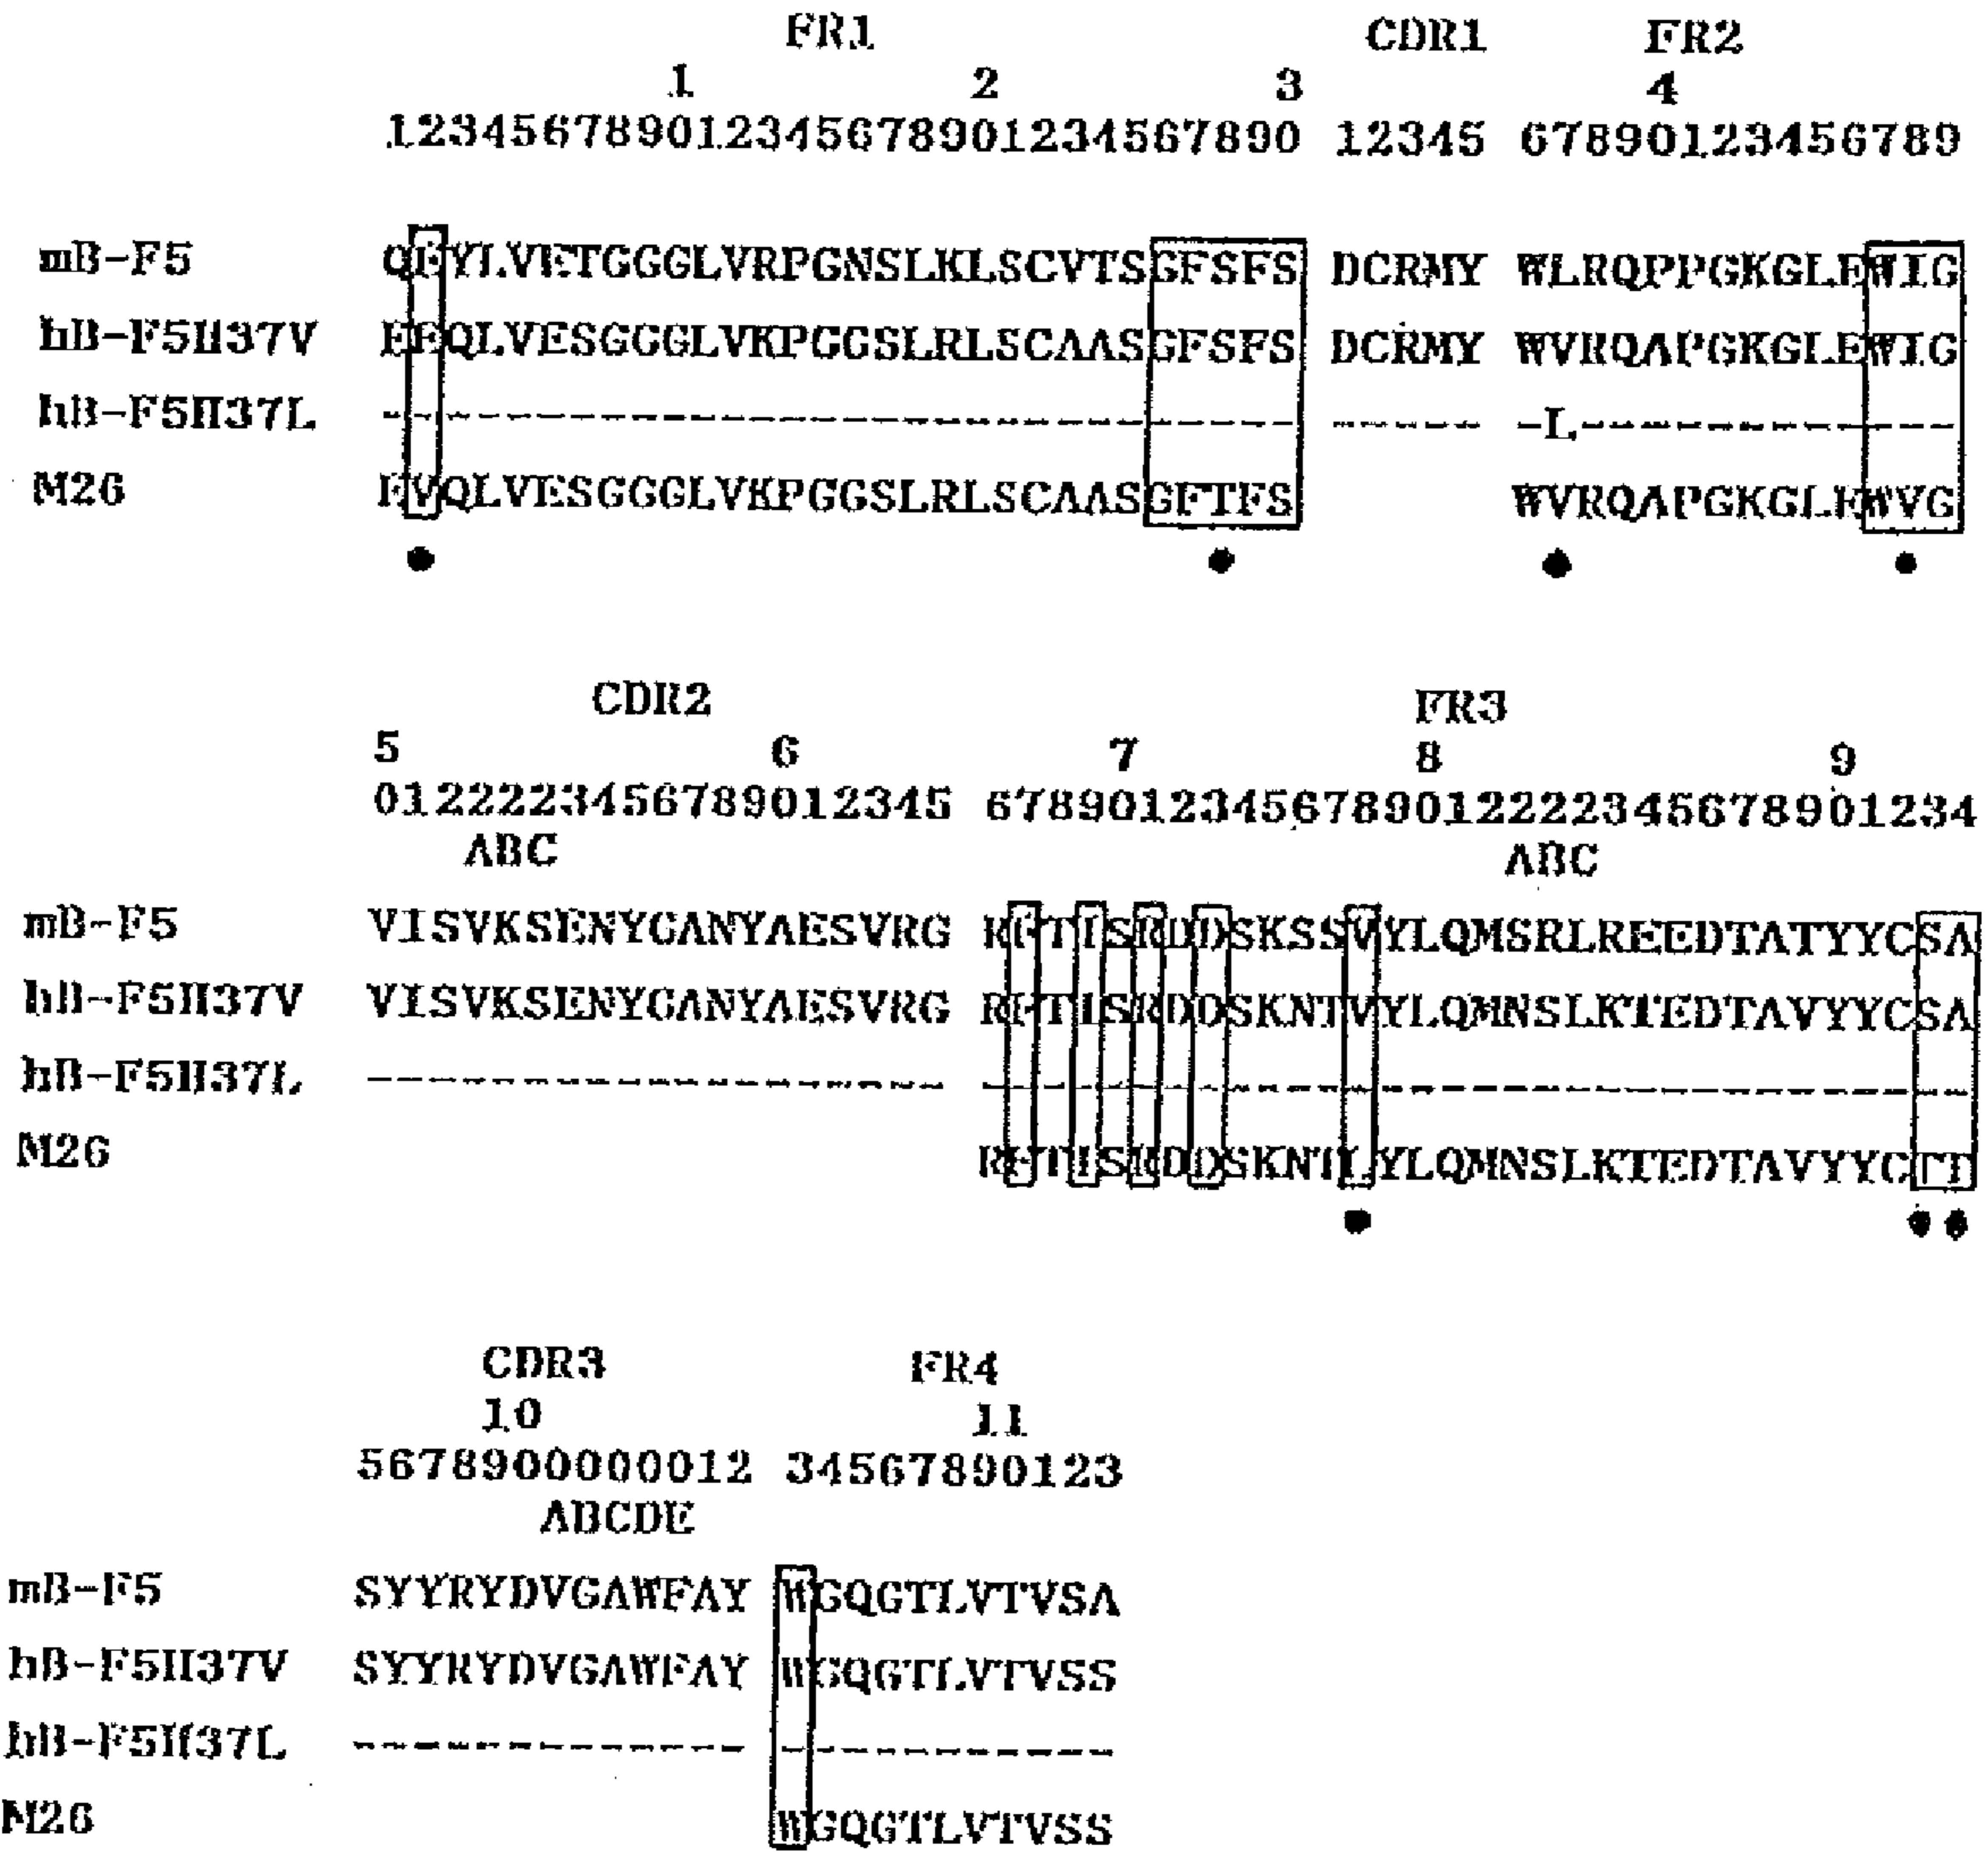 FR1 CDR1 FR2
1 2 3 4
123456789012345678901234567890 12345 67890123456789
mB-F5 QEYLVETGGGLVRPGNSLKLSCVTSGFSFS DCRMY WLRQPPGKGLEWIG
hB-F5H37V EEQLVESGGGLVKPGGSLRLSCAASGFSFS DCRMY WVRQAPGKGLEWIG
hB-F5H37L ------------------------------ ----- -L------------
M26 EVQLVESGGGLVKPGGSLRLSCAASGFTFS WVRQAPGKGLEWVG
CDR2 FR3
5 6 7 8 9
0122223456789012345 67890123456789012222345678901234
ABC ABC
mB-F5 VISVKSENYGANYAESVRG RFTISRDDSKSSVYLQMSRLREEDTATYYCSA
hB-F5H37V VISVKSENYGANYAESVRG RFTISRDDSKNTVYLQMNSLKTEDTAVYYCSA
hB-F5H37L ------------------- --------------------------------
M26 RFTISRDDSKNTLYLQMNSLKTEDTAVYYCTT
CDR3 FR4
10 11
5678900000012 34567890123
ABCDE
mB-F5 SYYRYDVGAWFAY WGQGTLVTVSA
hB-F5H37V SYYRYDVGAWFAY WGQGTLVTVSS
hB-F5H37L ------------- -----------
M26 WGQGTLVTVSS